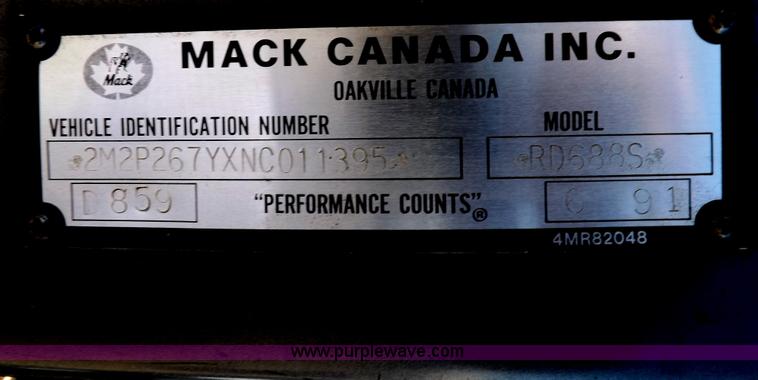 MACK CANADA INC.
Mack
OAKVILLE CANADA
VEHICLE IDENTIFICATION NUMBER MODEL
2M2P267YXNC011395 RD688S
D 859 "PERFORMANCE COUNTS"® 6 91
4MR82048
www.purplewave.com